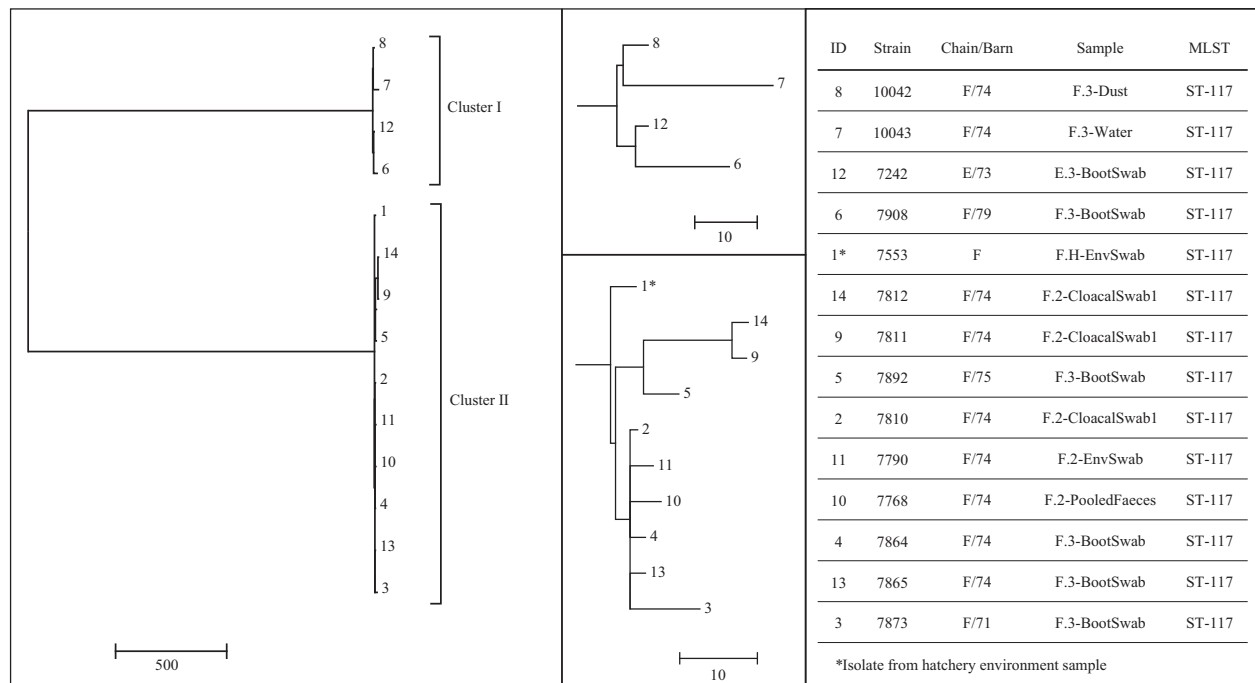 8
7
12
6
Cluster I
1
14
9
5
2
11
10
4
13
3
Cluster II
500
8
7
12
6
10
1*
14
9
5
2
11
10
4
13
3
10
ID Strain Chain/Barn Sample MLST
8 10042 F/74 F.3-Dust ST-117
7 10043 F/74 F.3-Water ST-117
12 7242 E/73 E.3-BootSwab ST-117
6 7908 F/79 F.3-BootSwab ST-117
1* 7553 F F.H-EnvSwab ST-117
14 7812 F/74 F.2-CloacalSwab1 ST-117
9 7811 F/74 F.2-CloacalSwab1 ST-117
5 7892 F/75 F.3-BootSwab ST-117
2 7810 F/74 F.2-CloacalSwab1 ST-117
11 7790 F/74 F.2-EnvSwab ST-117
10 7768 F/74 F.2-PooledFaeces ST-117
4 7864 F/74 F.3-BootSwab ST-117
13 7865 F/74 F.3-BootSwab ST-117
3 7873 F/71 F.3-BootSwab ST-117
*Isolate from hatchery environment sample